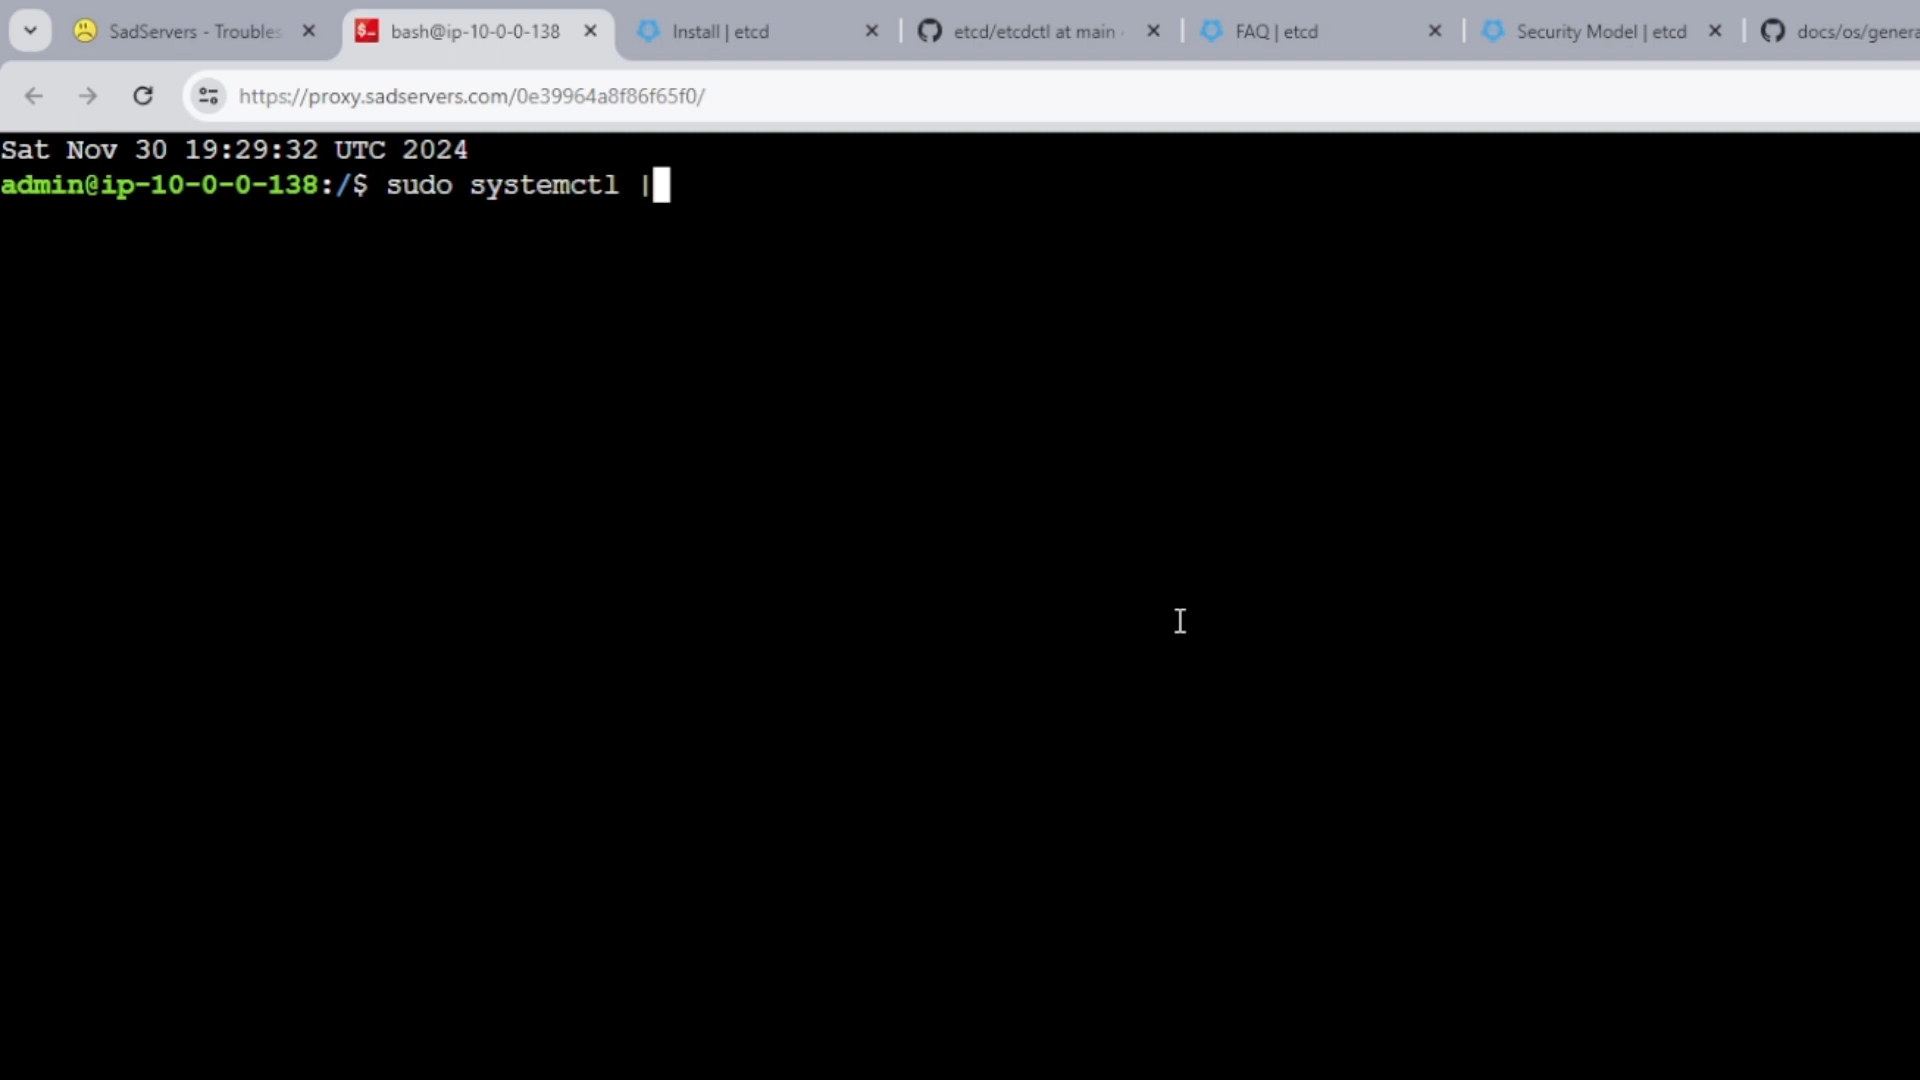 SadServers - Troubles
bash@ip-10-0-0-138
Install | etcd
etcd/etcdctl at main ·
FAQ | etcd
Security Model | etcd
docs/os/genera
https://proxy.sadservers.com/0e39964a8f86f65f0/
Sat Nov 30 19:29:32 UTC 2024
admin@ip-10-0-0-138:/$ sudo systemctl |